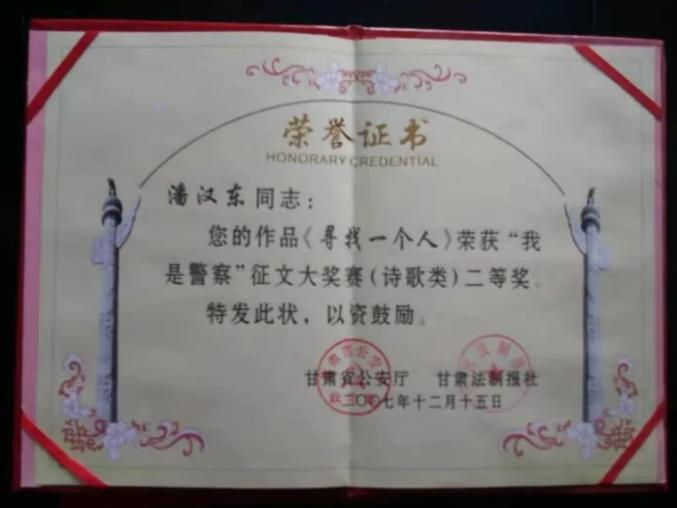 荣誉证书
HONORARY CREDENTIAL
潘汉东同志：
您的作品《寻找一个人》荣获“我
是警察”征文大奖赛（诗歌类）二等奖。
特发此状，以资鼓励。
甘肃省公安厅 甘肃法制报社
二〇〇七年十二月十五日